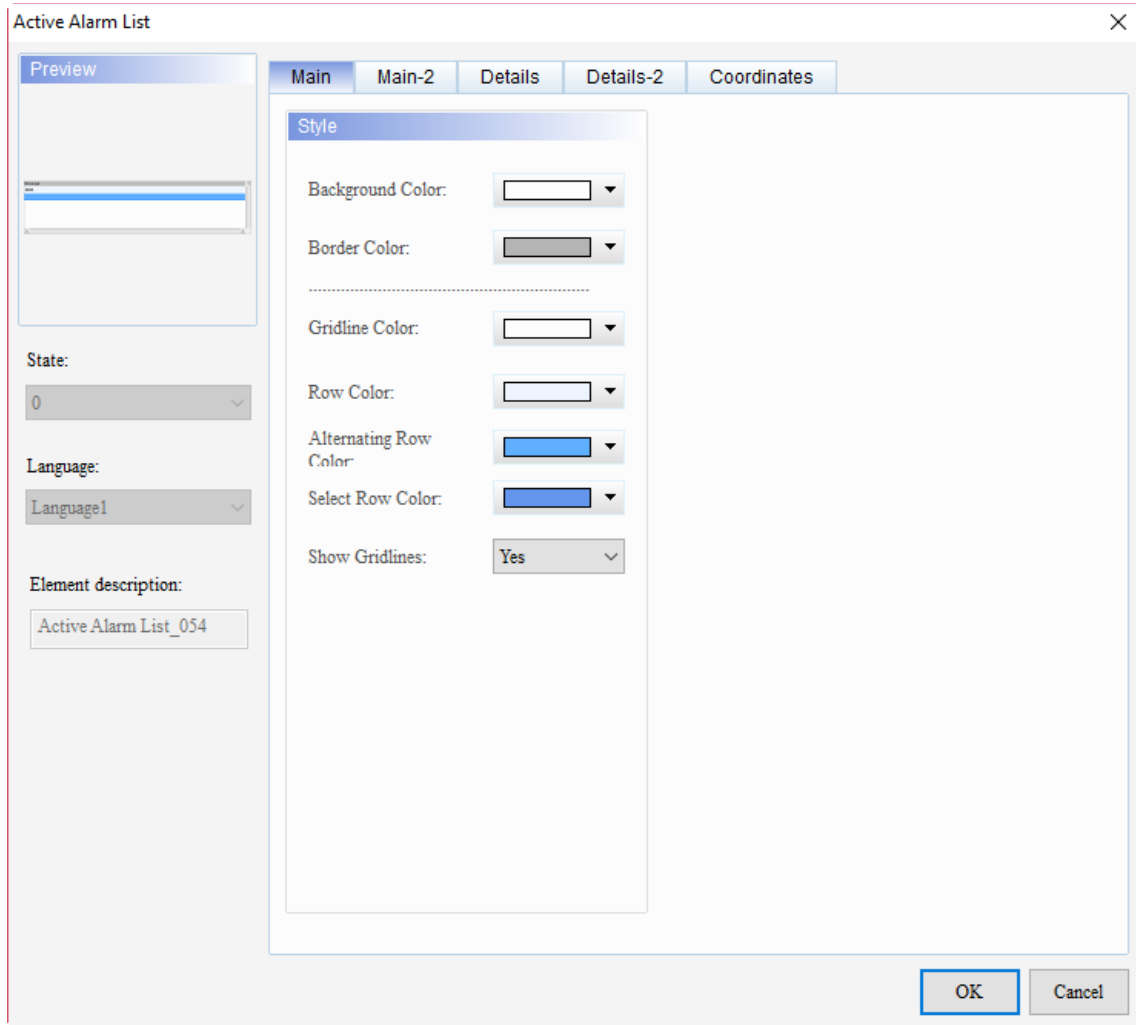 Active Alarm List
Preview
Main Main-2 Details Details-2 Coordinates
Style
Background Color:
Border Color:
Gridline Color:
Row Color:
Alternating Row
Color:
Select Row Color:
Show Gridlines: Yes
State:
0
Language:
Language1
Element description:
Active Alarm List_054
OK Cancel